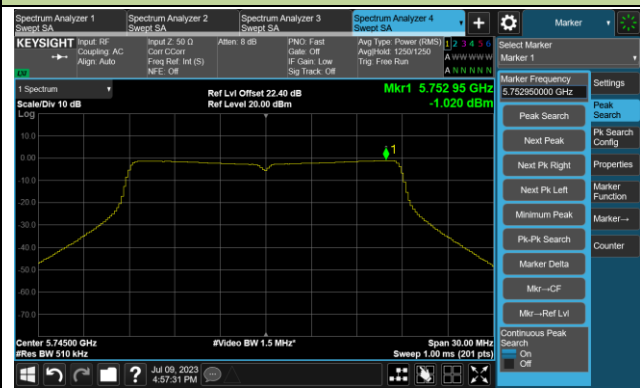 Spectrum Analyzer 1
Swept SA
Spectrum Analyzer 2
Swept SA
Spectrum Analyzer 3
Swept SA
Spectrum Analyzer 4
Swept SA
Marker
KEYSIGHT
Input: RF
Coupling: AC
Align: Auto
Input Z: 50 Ω
Corr CCorr
Freq Ref: Int (S)
NFE: Off
Atten: 8 dB
PNO: Fast
Gate: Off
IF Gain: Low
Sig Track: Off
Avg Type: Power (RMS)
Avg|Hold: 1250/1250
Trig: Free Run
1 2 3 4 5 6
A W W W W W
A N N N N N
Select Marker
Marker 1
1 Spectrum
Scale/Div 10 dB
Log
Ref Lvl Offset 22.40 dB
Ref Level 20.00 dBm
Mkr1 5.752 95 GHz
-1.020 dBm
10.0
0.00
-10.0
-20.0
-30.0
-40.0
-50.0
-60.0
-70.0
1
Center 5.74500 GHz
#Res BW 510 kHz
#Video BW 1.5 MHz*
Span 30.00 MHz
Sweep 1.00 ms (201 pts)
Marker Frequency
5.752950000 GHz
Peak Search
Next Peak
Next Pk Right
Next Pk Left
Minimum Peak
Pk-Pk Search
Marker Delta
Mkr→CF
Mkr→Ref Lvl
Continuous Peak
Search
On
Off
Settings
Peak
Search
Pk Search
Config
Properties
Marker
Function
Marker→
Counter
?
Jul 09, 2023
4:57:31 PM